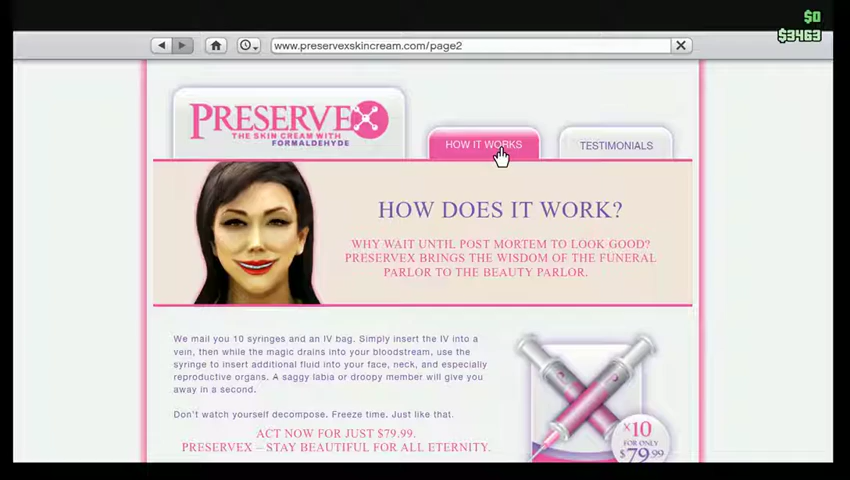 $0
$3463
www.preservexskincream.com/page2
PRESERVEX
THE SKIN CREAM WITH
FORMALDEHYDE
HOW IT WORKS
TESTIMONIALS
HOW DOES IT WORK?
WHY WAIT UNTIL POST MORTEM TO LOOK GOOD?
PRESERVEX BRINGS THE WISDOM OF THE FUNERAL
PARLOR TO THE BEAUTY PARLOR.
We mail you 10 syringes and an IV bag. Simply insert the IV into a
vein, then while the magic drains into your bloodstream, use the
syringe to insert additional fluid into your face, neck, and especially
reproductive organs. A saggy labia or droopy member will give you
away in a second.
Don't watch yourself decompose. Freeze time. Just like that.
ACT NOW FOR JUST $79.99.
PRESERVEX – STAY BEAUTIFUL FOR ALL ETERNITY.
x10
FOR ONLY
$79.99